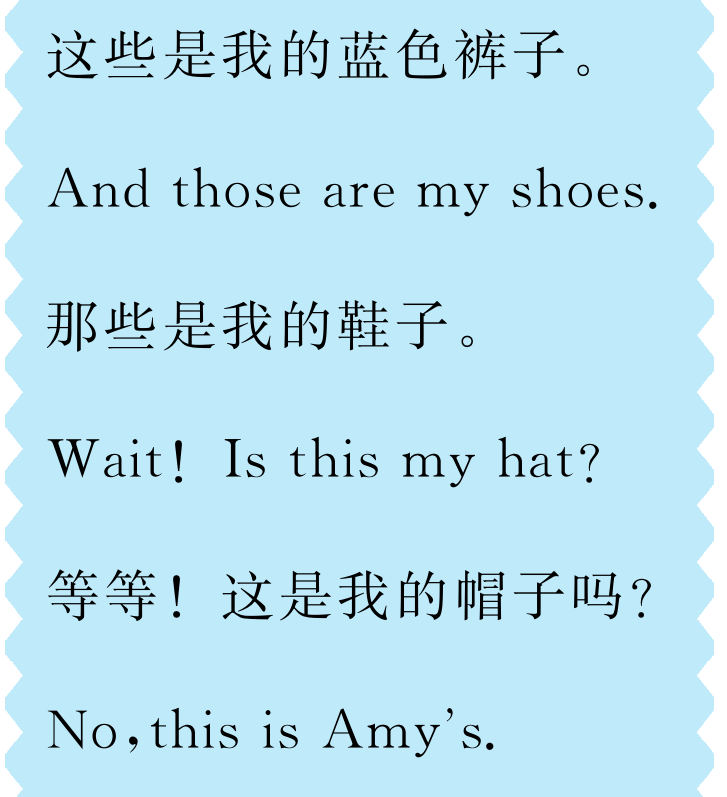 这些是我的蓝色裤子。
And those are my shoes.
那些是我的鞋子。
Wait! Is this my hat?
等等！这是我的帽子吗？
No,this is Amy's.